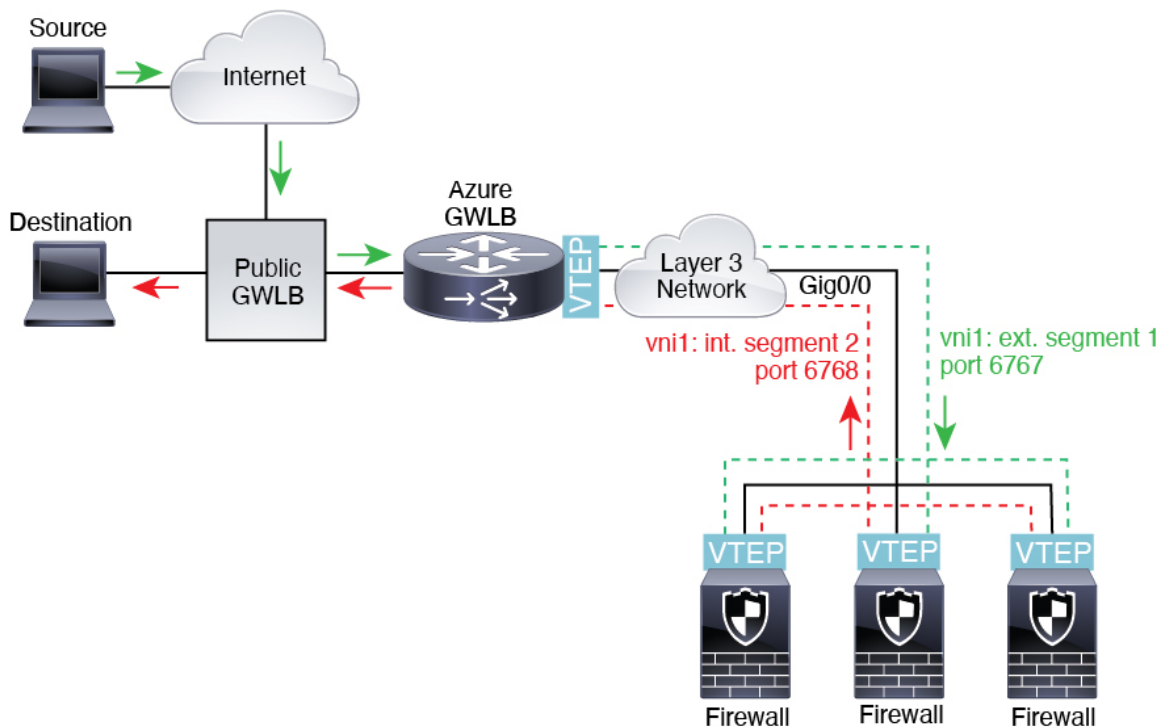 Source
Internet
Destination
Public
GWLB
Azure
GWLB
VTEP
Layer 3
Network
Gig0/0
vni1: int. segment 2
port 6768
vni1: ext. segment 1
port 6767
VTEP
VTEP
VTEP
Firewall
Firewall
Firewall